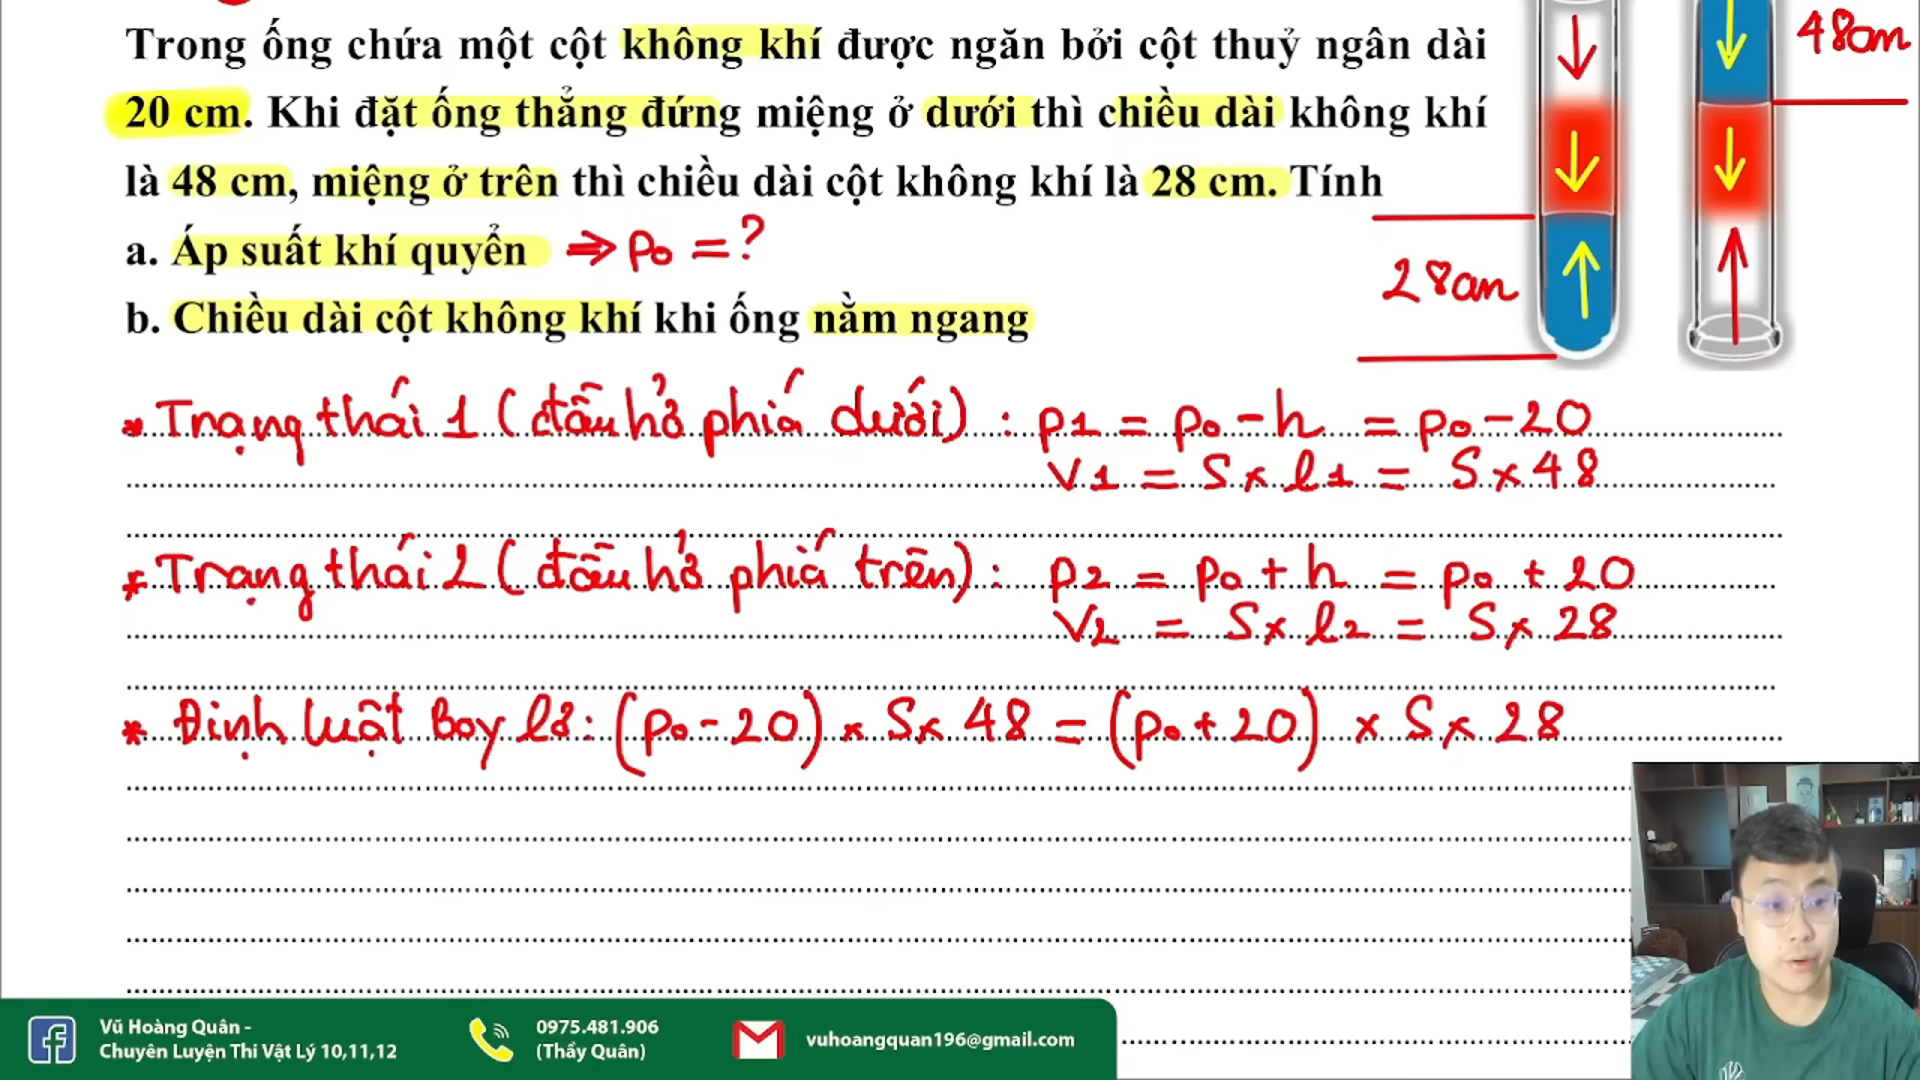 Trong ống chứa một cột không khí được ngăn bởi cột thuỷ ngân dài
20 cm. Khi đặt ống thẳng đứng miệng ở dưới thì chiều dài không khí
là 48 cm, miệng ở trên thì chiều dài cột không khí là 28 cm. Tính
a. Áp suất khí quyển ⇒ p₀ = ?
b. Chiều dài cột không khí khi ống nằm ngang
48cm
28cm
* Trạng thái 1 (đầu hở phía dưới) : p1 = p₀ - h = p₀ - 20
V1 = S x l1 = S x 48
* Trạng thái 2 (đầu hở phía trên) : p2 = p₀ + h = p₀ + 20
V2 = S x l2 = S x 28
* Định luật Boy lơ : (p₀ - 20) x S x 48 = (p₀ + 20) x S x 28
Vũ Hoàng Quân -
Chuyên Luyện Thi Vật Lý 10,11,12
0975.481.906
(Thầy Quân)
vuhoangquan196@gmail.com